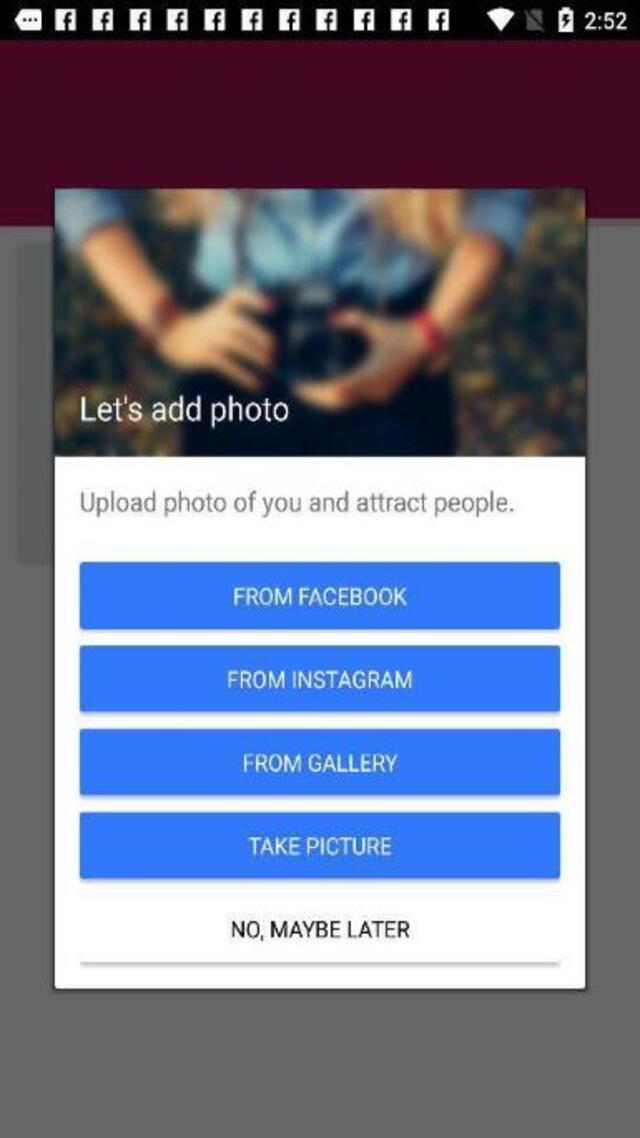 2:52
Let's add photo
Upload photo of you and attract people.
FROM FACEBOOK
FROM INSTAGRAM
FROM GALLERY
TAKE PICTURE
NO, MAYBE LATER